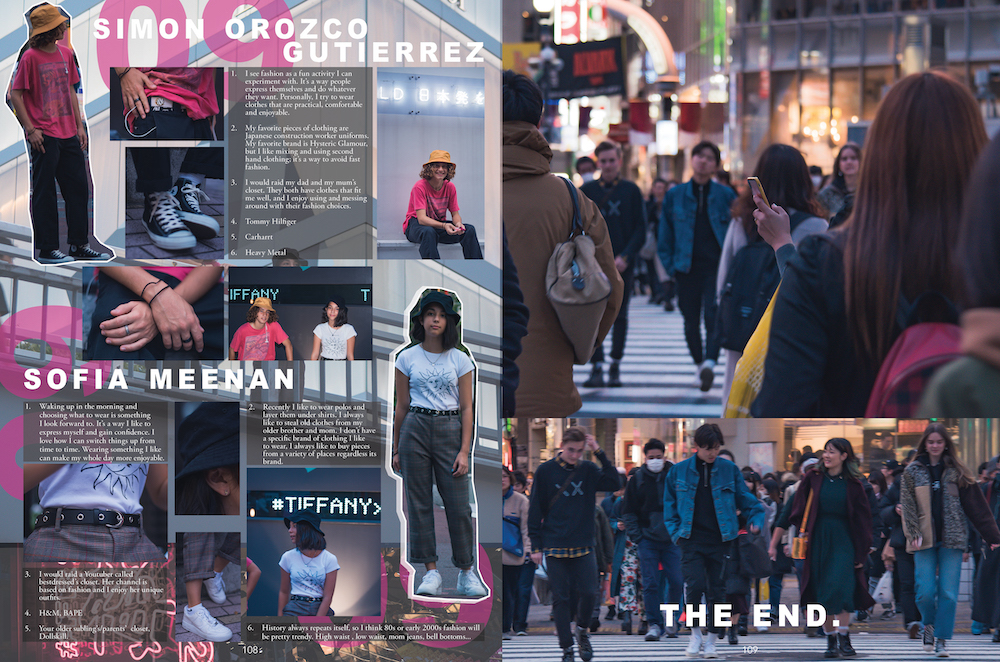 09
SIMON OROZCO
GUTIERREZ
1. I see fashion as a fun activity I can
experiment with. It's a way people
express themselves and do whatever
they want. Personally, I try to wear
clothes that are practical, comfortable
and enjoyable.
2. My favorite pieces of clothing are
Japanese construction worker uniforms.
My favorite brand is Hysteric Glamour,
but I like mixing and using second
hand clothing; it's a way to avoid fast
fashion.
3. I would raid my dad and my mum's
closet. They both have clothes that fit
me well, and I enjoy using and messing
around with their fashion choices.
4. Tommy Hilfiger
5. Carharrt
6. Heavy Metal
LD 日本
IFFANY T
SOFIA MEENAN
1. Waking up in the morning and
choosing what to wear is something
I look forward to. It's a way I like to
express myself and gain confidence. I
love how I can switch things up from
time to time. Wearing something I like
can make my whole day more enjoyable.
2. Recently I like to wear polos and
layer them under shirts. I always
like to steal old clothes from my
older brother and mom. I don't have
a specific brand of clothing I like
to wear, I always like to buy pieces
from a variety of places regardless its
brand.
#TIFFANY
3. I would raid a Youtuber called
bestdressed's closet. Her channel is
based on fashion and I enjoy her unique
outfits.
4. H&M, BAPE
5. Your older subling's/parents' closet,
Dollskill
6. History always repeats itself, so I think 80s or early 2000s fashion will
be pretty trendy. High waist , low waist, mom jeans, bell bottoms...
108
THE END.
109